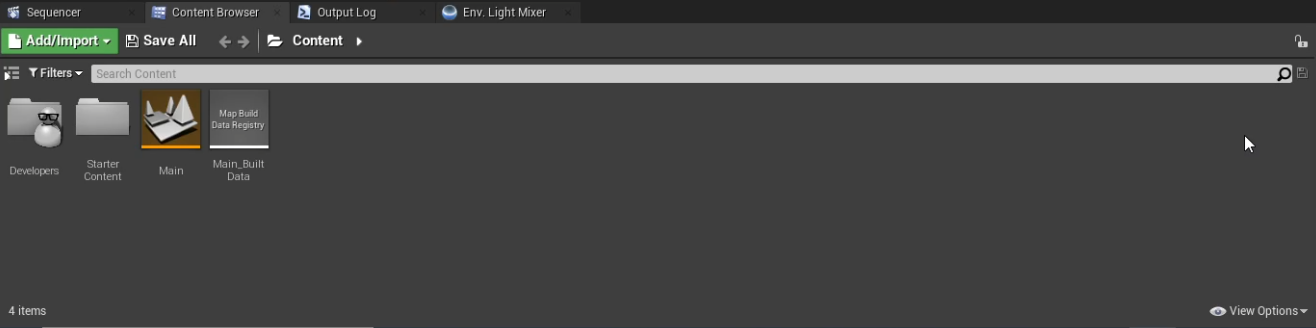 Sequencer
Content Browser
Output Log
Env. Light Mixer
Add/Import
Save All
Content
Filters
Search Content
Map Build
Data Registry
Developers
Starter
Content
Main
Main_Built
Data
4 items
View Options